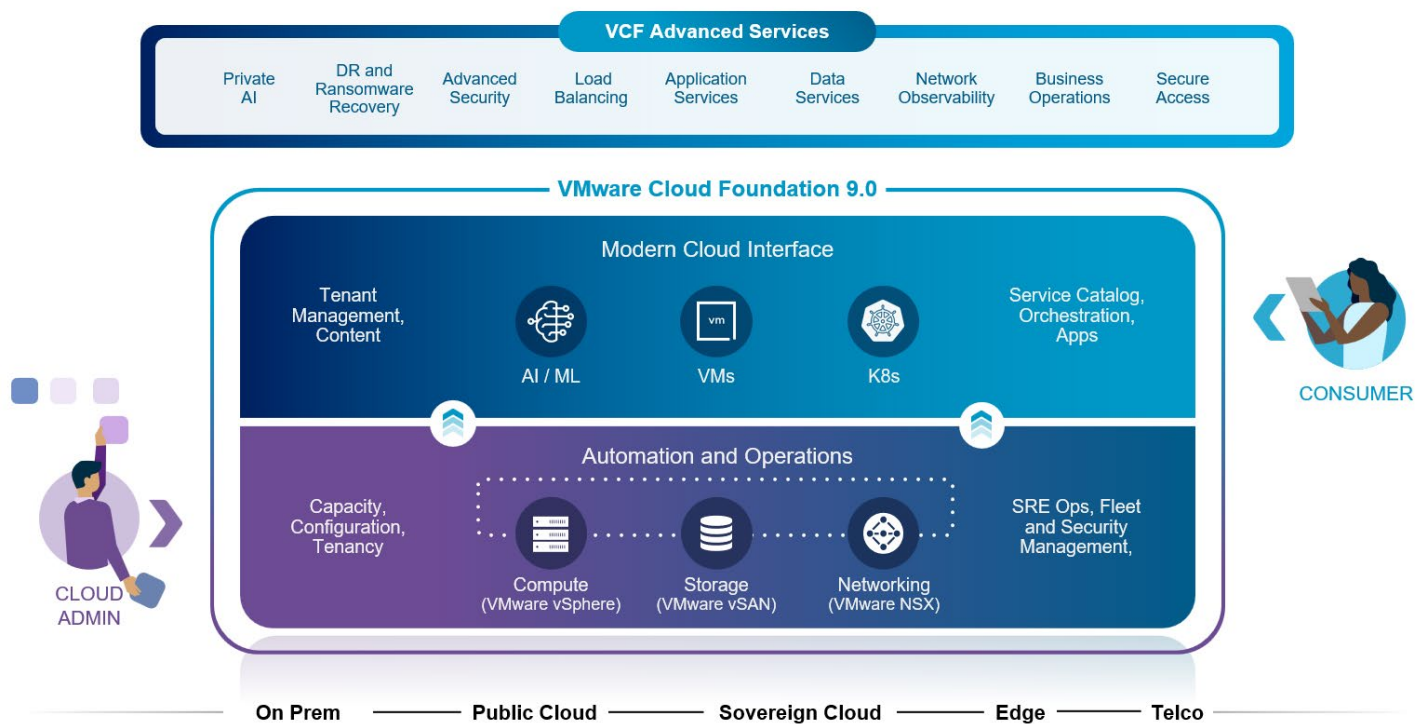 VCF Advanced Services
Private
AI
DR and
Ransomware
Recovery
Advanced
Security
Load
Balancing
Application
Services
Data
Services
Network
Observability
Business
Operations
Secure
Access
VMware Cloud Foundation 9.0
Modern Cloud Interface
Tenant
Management,
Content
vm
AI / ML
VMs
K8s
Service Catalog,
Orchestration,
Apps
CONSUMER
Automation and Operations
Capacity,
Configuration,
Tenancy
Compute
(VMware vSphere)
Storage
(VMware vSAN)
Networking
(VMware NSX)
SRE Ops, Fleet
and Security
Management,
CLOUD
ADMIN
On Prem
Public Cloud
Sovereign Cloud
Edge
Telco